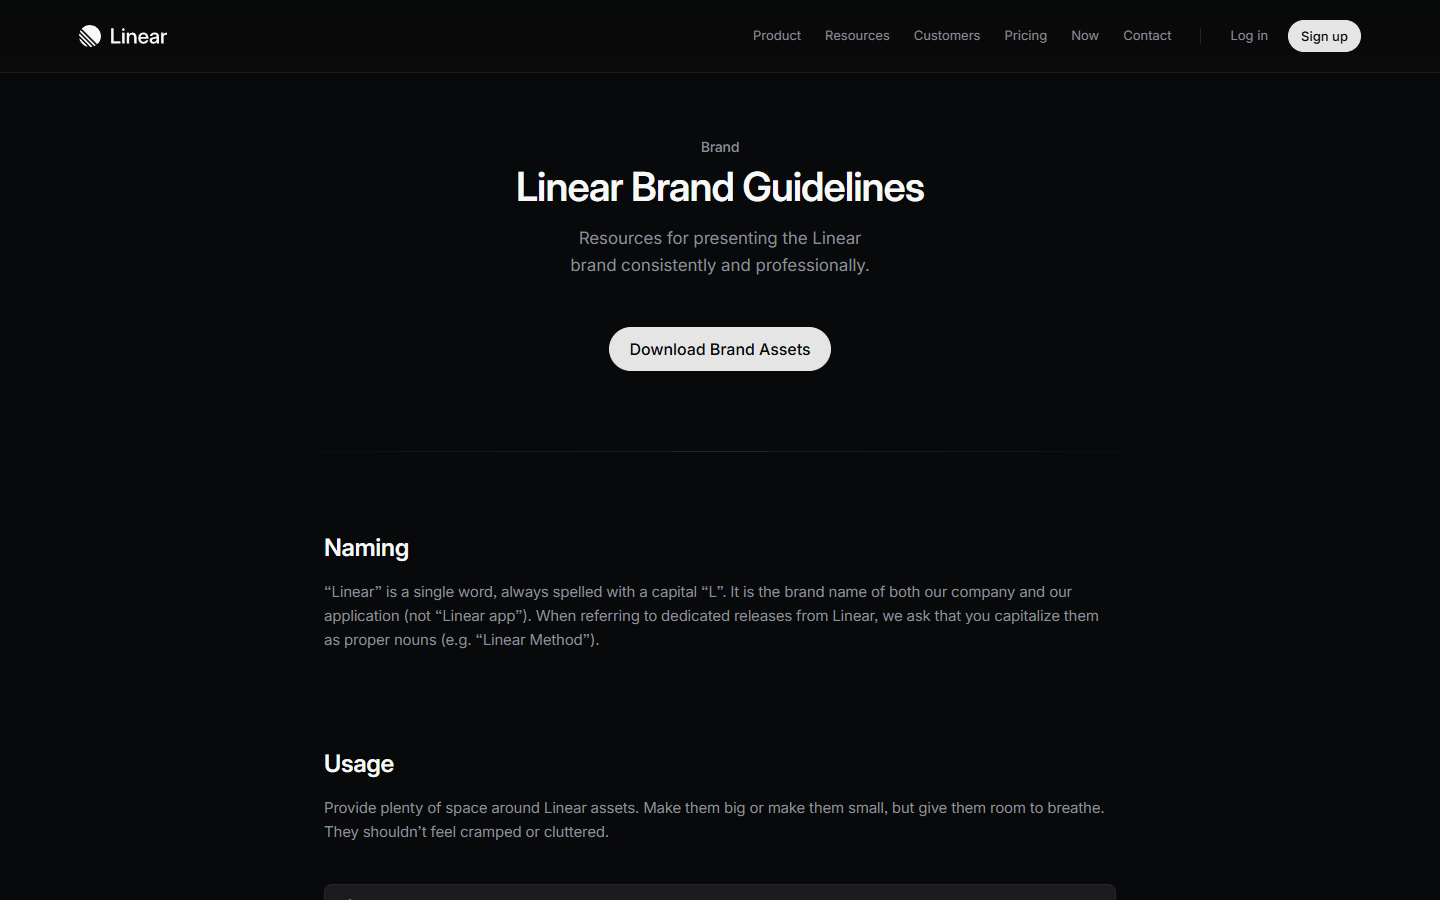 Linear
Product
Resources
Customers
Pricing
Now
Contact
Log in
Sign up
Brand
Linear Brand Guidelines
Resources for presenting the Linear
brand consistently and professionally.
Download Brand Assets
Naming
“Linear” is a single word, always spelled with a capital “L”. It is the brand name of both our company and our
application (not “Linear app”). When referring to dedicated releases from Linear, we ask that you capitalize them
as proper nouns (e.g. “Linear Method”).
Usage
Provide plenty of space around Linear assets. Make them big or make them small, but give them room to breathe.
They shouldn’t feel cramped or cluttered.